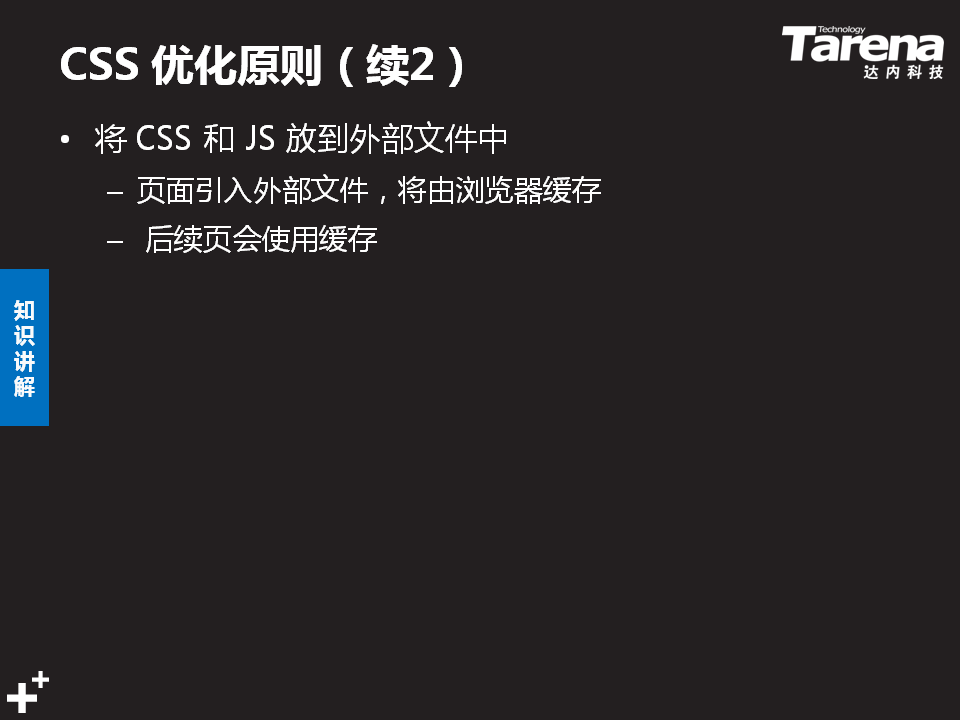 CSS 优化原则（续2）
Technology
Tarena
达内科技
• 将 CSS 和 JS 放到外部文件中
– 页面引入外部文件，将由浏览器缓存
– 后续页会使用缓存
知
识
讲
解